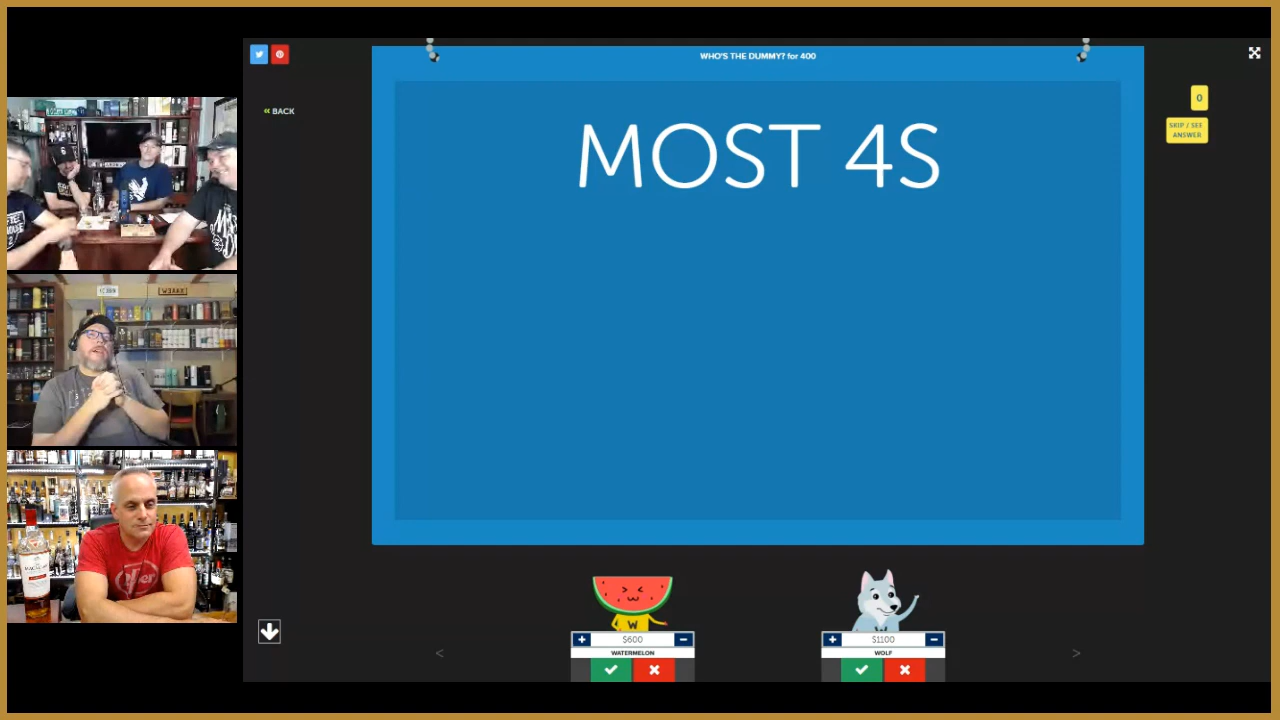 WHO'S THE DUMMY? for 400
« BACK
0
SKIP / SEE
ANSWER
MOST 4S
W
+
$600
−
WATERMELON
+
$1100
−
WOLF
<
>